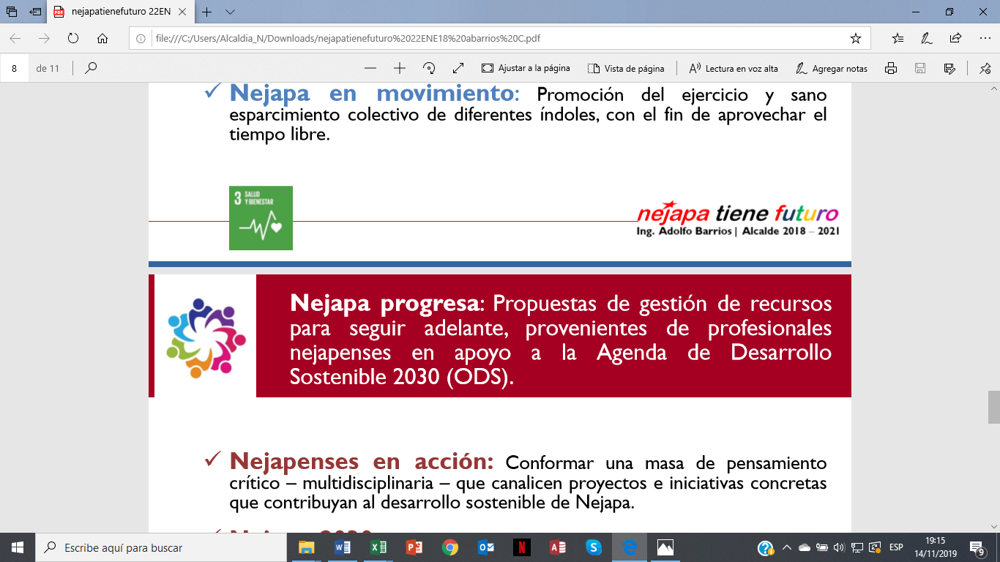 nejapatienefuturo 22EN
file:///C:/Users/Alcaldia_N/Downloads/nejapatienefuturo%2022ENE18%20abarrios%20C.pdf
8 de 11 Ajustar a la página Vista de página Lectura en voz alta Agregar notas
✓ Nejapa en movimiento: Promoción del ejercicio y sano
esparcimiento colectivo de diferentes índoles, con el fin de aprovechar el
tiempo libre.
3 SALUD
Y BIENESTAR
nejapa tiene futuro
Ing. Adolfo Barrios | Alcalde 2018 – 2021
Nejapa progresa: Propuestas de gestión de recursos
para seguir adelante, provenientes de profesionales
nejapenses en apoyo a la Agenda de Desarrollo
Sostenible 2030 (ODS).
✓ Nejapenses en acción: Conformar una masa de pensamiento
crítico – multidisciplinaria – que canalicen proyectos e iniciativas concretas
que contribuyan al desarrollo sostenible de Nejapa.
Escribe aquí para buscar
ESP
19:15
14/11/2019
9